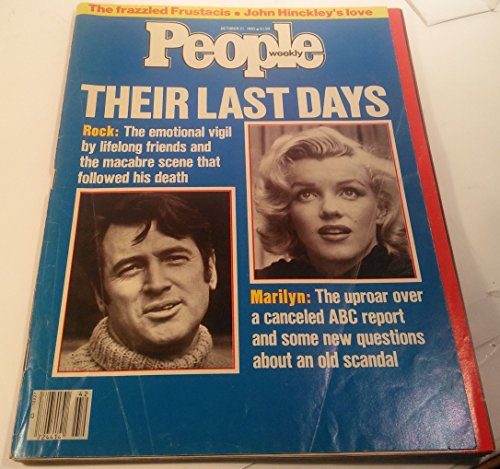 The frazzled Frustacis • John Hinckley's love
People
weekly
THEIR LAST DAYS
Rock: The emotional vigil
by lifelong friends and
the macabre scene that
followed his death
Marilyn: The uproar over
a canceled ABC report
and some new questions
about an old scandal
42